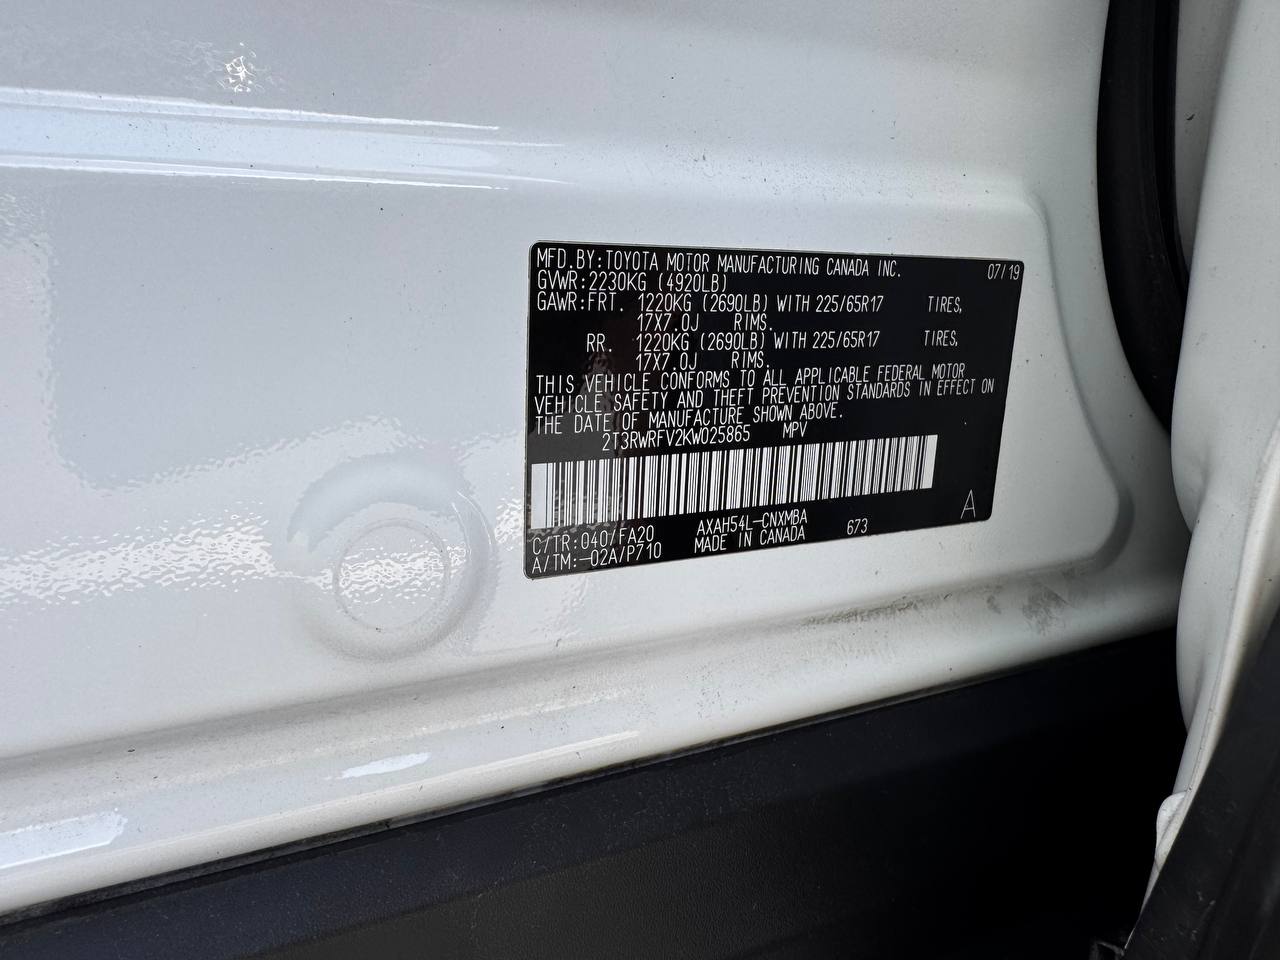 MFD.BY:TOYOTA MOTOR MANUFACTURING CANADA INC. 07/19
GVWR:2230KG (4920LB)
GAWR:FRT. 1220KG (2690LB) WITH 225/65R17 TIRES,
17X7.0J RIMS.
RR. 1220KG (2690LB) WITH 225/65R17 TIRES,
17X7.0J RIMS.
THIS VEHICLE CONFORMS TO ALL APPLICABLE FEDERAL MOTOR
VEHICLE SAFETY AND THEFT PREVENTION STANDARDS IN EFFECT ON
THE DATE OF MANUFACTURE SHOWN ABOVE.
2T3RWRFV2KW025865 MPV
C/TR:040/FA20 AXAH54L-CNXMBA 673 A
A/TM:-02A/P710 MADE IN CANADA